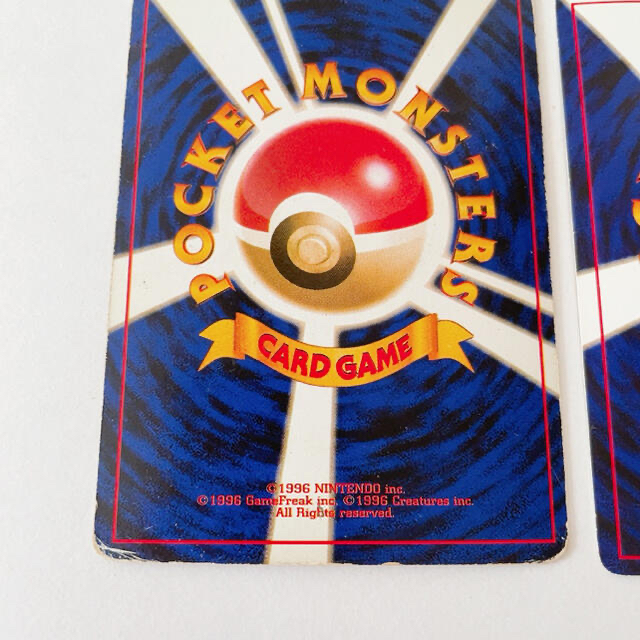 POCKET MONSTERS
CARD GAME
©1996 NINTENDO inc.
©1996 GameFreak inc. ©1996 Creatures inc.
All Rights reserved.